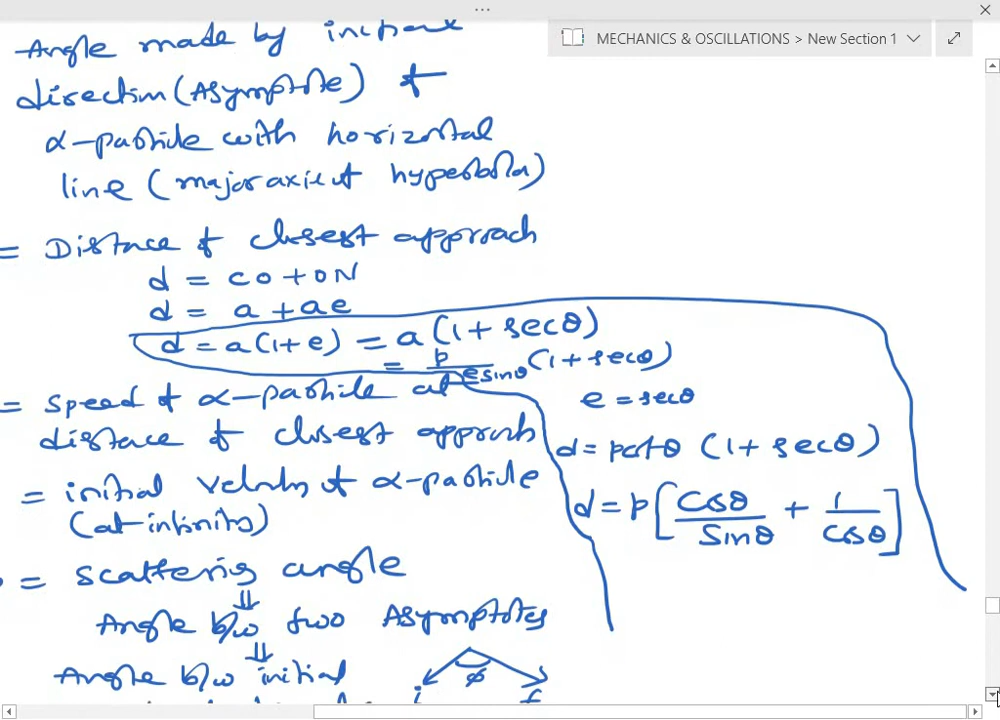 MECHANICS & OSCILLATIONS > New Section 1
Angle made by initial
direction (Asymptote) of
α-particle with horizontal
line (major axis of hyperbola)
= Distance of closest approach
d = CO + ON
d = a + ae
d = a(1 + e) = a(1 + secθ)
= p/(e sinθ) (1 + secθ)
e = secθ
= Speed of α-particle at
distance of closest approach
d = p cotθ (1 + secθ)
= initial velocity of α-particle
(at infinity)
d = p[cosθ/sinθ + 1/cosθ]
= scattering angle
⇓
Angle b/w two Asymptotes
⇓
Angle b/w initial
i ϕ f